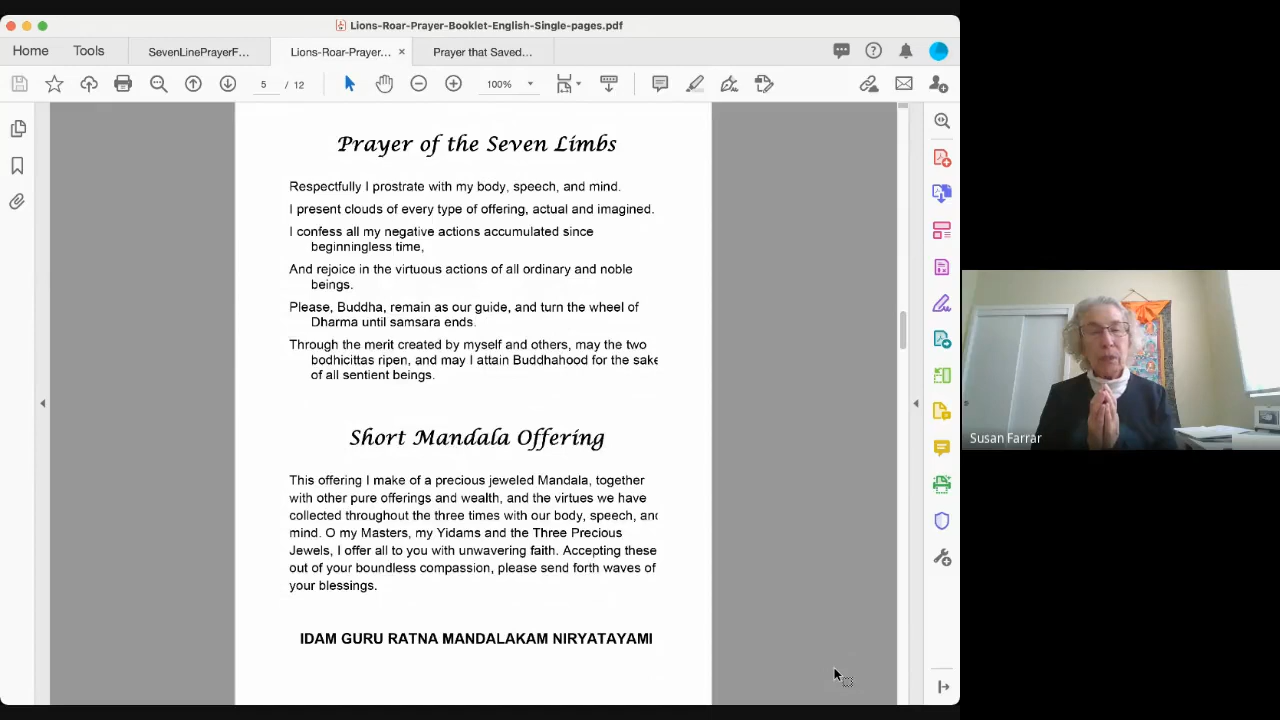 Lions-Roar-Prayer-Booklet-English-Single-pages.pdf
Home Tools SevenLinePrayerF... Lions-Roar-Prayer... × Prayer that Saved...
5 / 12 100%
Prayer of the Seven Limbs
Respectfully I prostrate with my body, speech, and mind.
I present clouds of every type of offering, actual and imagined.
I confess all my negative actions accumulated since
beginningless time,
And rejoice in the virtuous actions of all ordinary and noble
beings.
Please, Buddha, remain as our guide, and turn the wheel of
Dharma until samsara ends.
Through the merit created by myself and others, may the two
bodhicittas ripen, and may I attain Buddhahood for the sake
of all sentient beings.
Short Mandala Offering
This offering I make of a precious jeweled Mandala, together
with other pure offerings and wealth, and the virtues we have
collected throughout the three times with our body, speech, and
mind. O my Masters, my Yidams and the Three Precious
Jewels, I offer all to you with unwavering faith. Accepting these
out of your boundless compassion, please send forth waves of
your blessings.
IDAM GURU RATNA MANDALAKAM NIRYATAYAMI
Susan Farrar